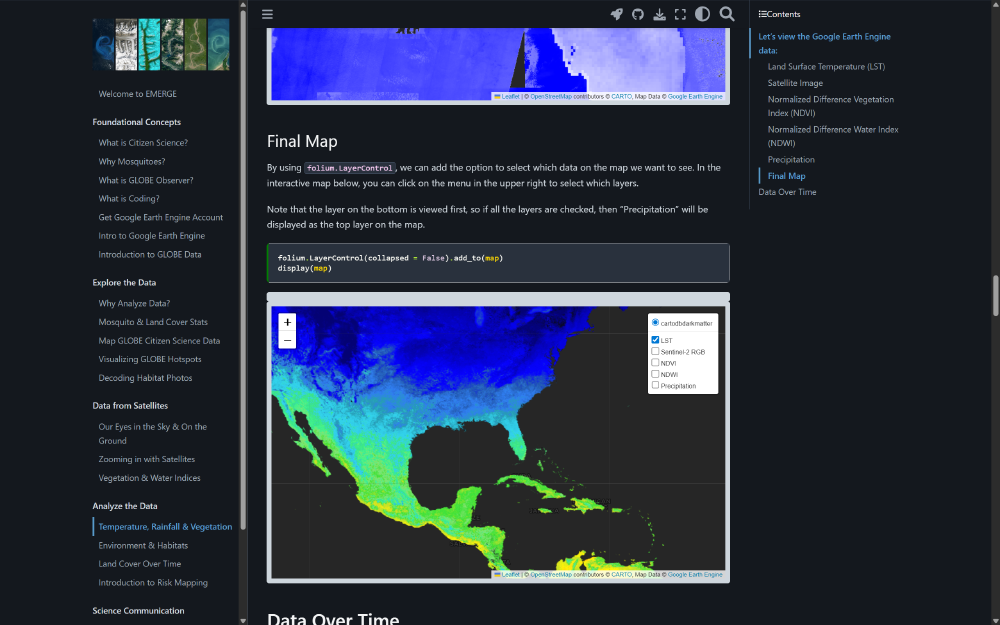 Welcome to EMERGE
Foundational Concepts
What is Citizen Science?
Why Mosquitoes?
What is GLOBE Observer?
What is Coding?
Get Google Earth Engine Account
Intro to Google Earth Engine
Introduction to GLOBE Data
Explore the Data
Why Analyze Data?
Mosquito & Land Cover Stats
Map GLOBE Citizen Science Data
Visualizing GLOBE Hotspots
Decoding Habitat Photos
Data from Satellites
Our Eyes in the Sky & On the
Ground
Zooming in with Satellites
Vegetation & Water Indices
Analyze the Data
Temperature, Rainfall & Vegetation
Environment & Habitats
Land Cover Over Time
Introduction to Risk Mapping
Science Communication
Leaflet | © OpenStreetMap contributors © CARTO, Map Data © Google Earth Engine
Final Map
By using folium.LayerControl, we can add the option to select which data on the map we want to see. In the
interactive map below, you can click on the menu in the upper right to select which layers.
Note that the layer on the bottom is viewed first, so if all the layers are checked, then “Precipitation” will be
displayed as the top layer on the map.
folium.LayerControl(collapsed = False).add_to(map)
display(map)
+
−
cartodbdarkmatter
LST
Sentinel-2 RGB
NDVI
NDWI
Precipitation
Leaflet | © OpenStreetMap contributors © CARTO, Map Data © Google Earth Engine
Data Over Time
Contents
Let's view the Google Earth Engine
data:
Land Surface Temperature (LST)
Satellite Image
Normalized Difference Vegetation
Index (NDVI)
Normalized Difference Water Index
(NDWI)
Precipitation
Final Map
Data Over Time